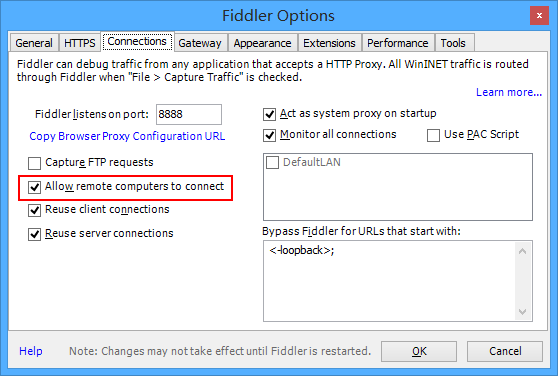 Fiddler Options
General HTTPS Connections Gateway Appearance Extensions Performance Tools
Fiddler can debug traffic from any application that accepts a HTTP Proxy. All WinINET traffic is routed
through Fiddler when "File > Capture Traffic" is checked.
Learn more...
Fiddler listens on port: 8888
Copy Browser Proxy Configuration URL
Capture FTP requests
Allow remote computers to connect
Reuse client connections
Reuse server connections
Act as system proxy on startup
Monitor all connections Use PAC Script
DefaultLAN
Bypass Fiddler for URLs that start with:
<-loopback>;
Help Note: Changes may not take effect until Fiddler is restarted. OK Cancel